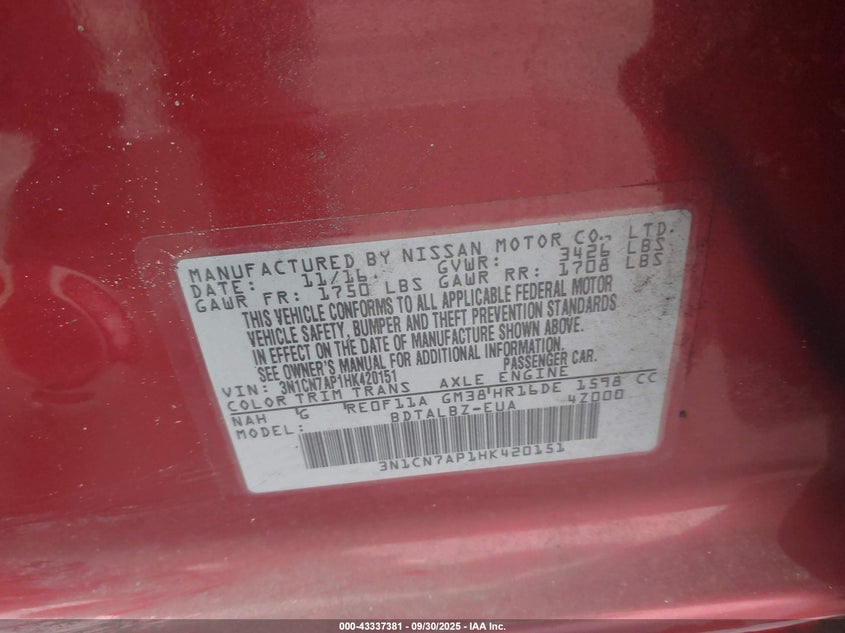 MANUFACTURED BY NISSAN MOTOR CO., LTD.
DATE: 11/16 GVWR: 3426 LBS
GAWR FR: 1750 LBS GAWR RR: 1708 LBS
THIS VEHICLE CONFORMS TO ALL APPLICABLE FEDERAL MOTOR
VEHICLE SAFETY, BUMPER AND THEFT PREVENTION STANDARDS
IN EFFECT ON THE DATE OF MANUFACTURE SHOWN ABOVE.
SEE OWNER'S MANUAL FOR ADDITIONAL INFORMATION.
VIN: 3N1CN7AP1HK420151 PASSENGER CAR.
COLOR TRIM TRANS AXLE ENGINE
NAH G RE0F11A GM38 HR16DE 1598 CC
MODEL: BDTALBZ-EUA 4Z000
3N1CN7AP1HK420151
000-43337381 - 09/30/2025 - IAA Inc.